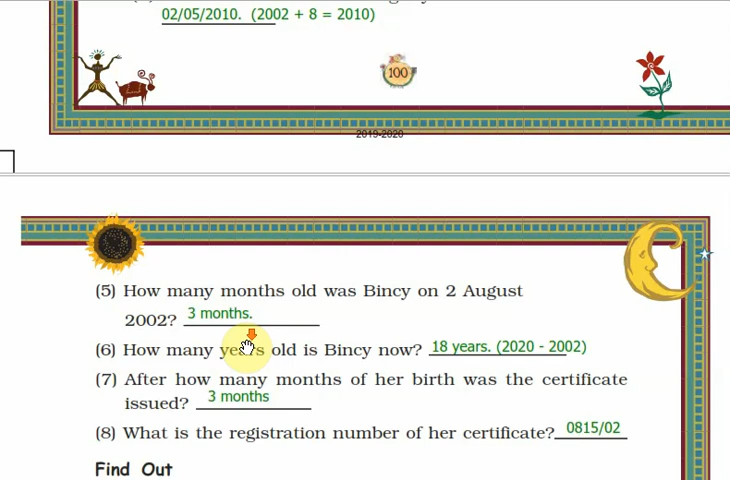 02/05/2010. (2002 + 8 = 2010)
100
2019-2020
(5) How many months old was Bincy on 2 August
2002? 3 months.
(6) How many years old is Bincy now? 18 years. (2020 - 2002)
(7) After how many months of her birth was the certificate
issued? 3 months
(8) What is the registration number of her certificate? 0815/02
Find Out